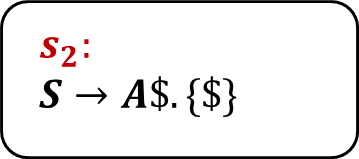 s₂:
S → A$. {$}